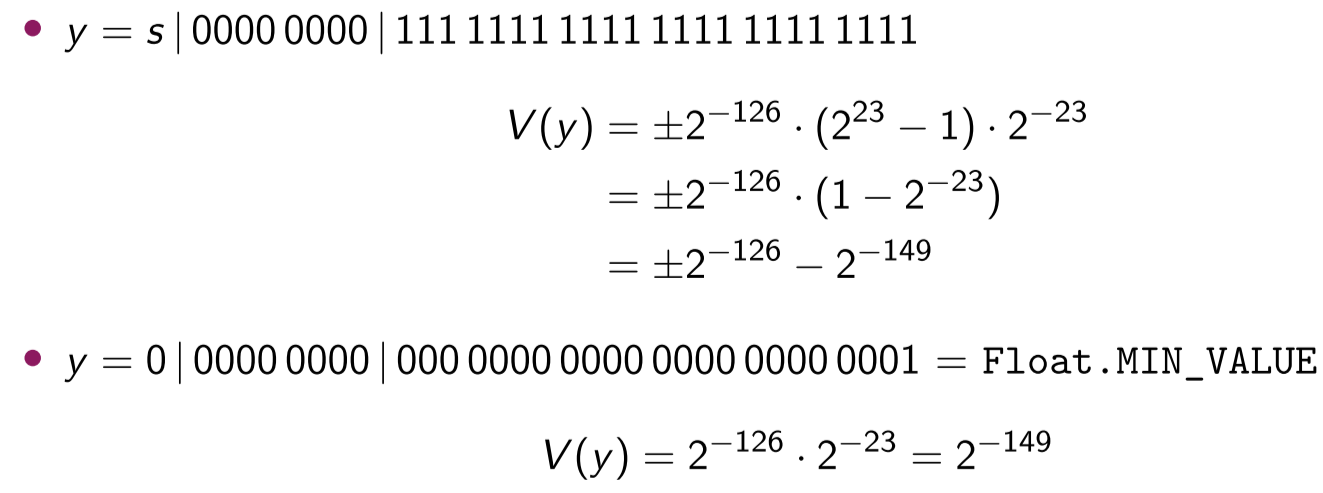 • y = s | 0000 0000 | 111 1111 1111 1111 1111 1111
V(y) = ±2⁻¹²⁶ · (2²³ − 1) · 2⁻²³
= ±2⁻¹²⁶ · (1 − 2⁻²³)
= ±2⁻¹²⁶ − 2⁻¹⁴⁹
• y = 0 | 0000 0000 | 000 0000 0000 0000 0000 0001 = Float.MIN_VALUE
V(y) = 2⁻¹²⁶ · 2⁻²³ = 2⁻¹⁴⁹